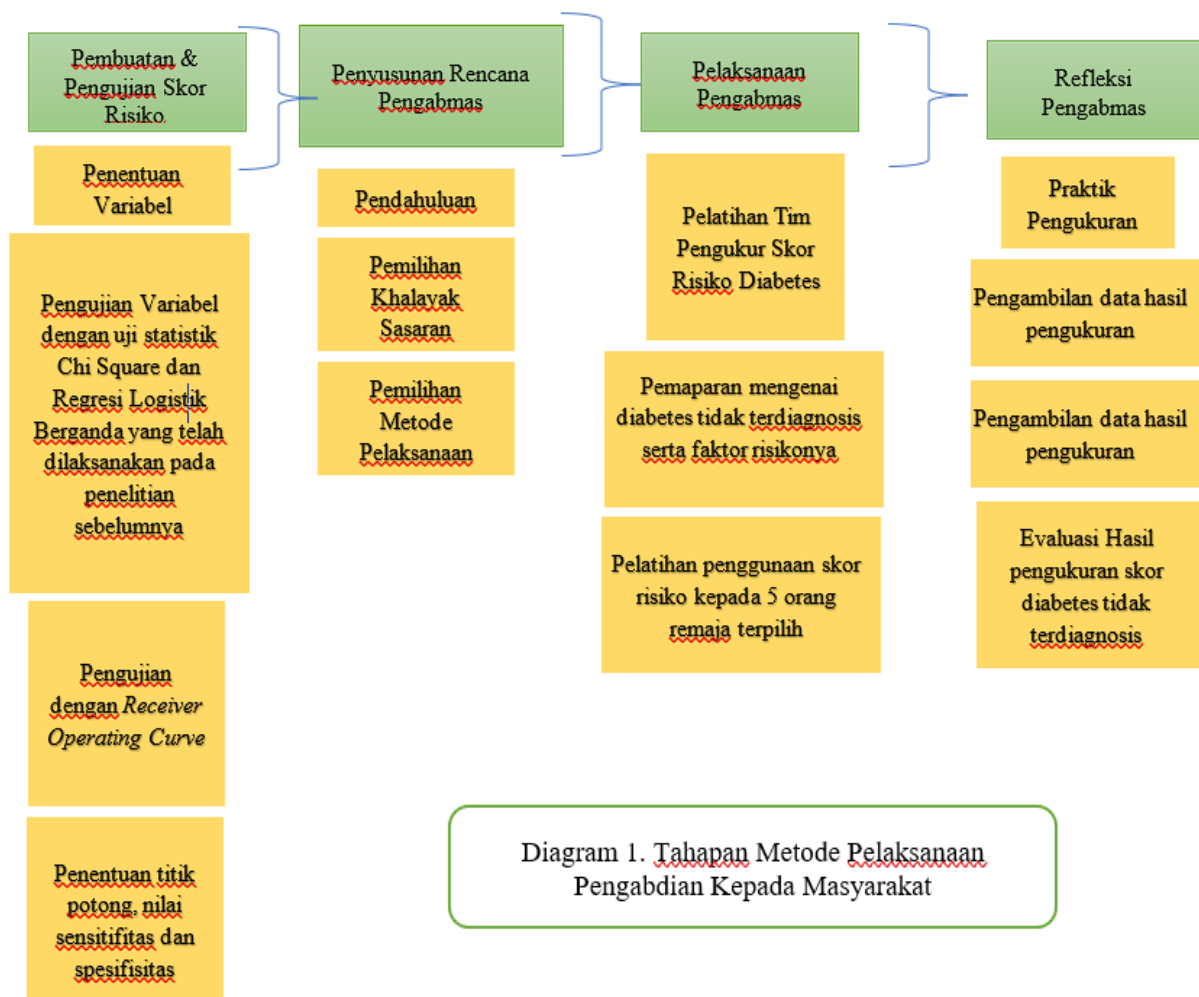 Pembuatan &
Pengujian Skor
Risiko.
Penentuan
Variabel
Pengujian Variabel
dengan uji statistik
Chi Square dan
Regresi Logistik
Berganda yang telah
dilaksanakan pada
penelitian
sebelumnya
Pengujian
dengan Receiver
Operating Curve
Penentuan titik
potong, nilai
sensitifitas dan
spesifisitas
Penyusunan Rencana
Pengabmas
Pendahuluan
Pemilihan
Khalayak
Sasaran
Pemilihan
Metode
Pelaksanaan
Pelaksanaan
Pengabmas
Pelatihan Tim
Pengukur Skor
Risiko Diabetes
Pemaparan mengenai
diabetes tidak terdiagnosis
serta faktor risikonya
Pelatihan penggunaan skor
risiko kepada 5 orang
remaja terpilih
Refleksi
Pengabmas
Praktik
Pengukuran
Pengambilan data hasil
pengukuran
Pengambilan data hasil
pengukuran
Evaluasi Hasil
pengukuran skor
diabetes tidak
terdiagnosis
Diagram 1. Tahapan Metode Pelaksanaan
Pengabdian Kepada Masyarakat